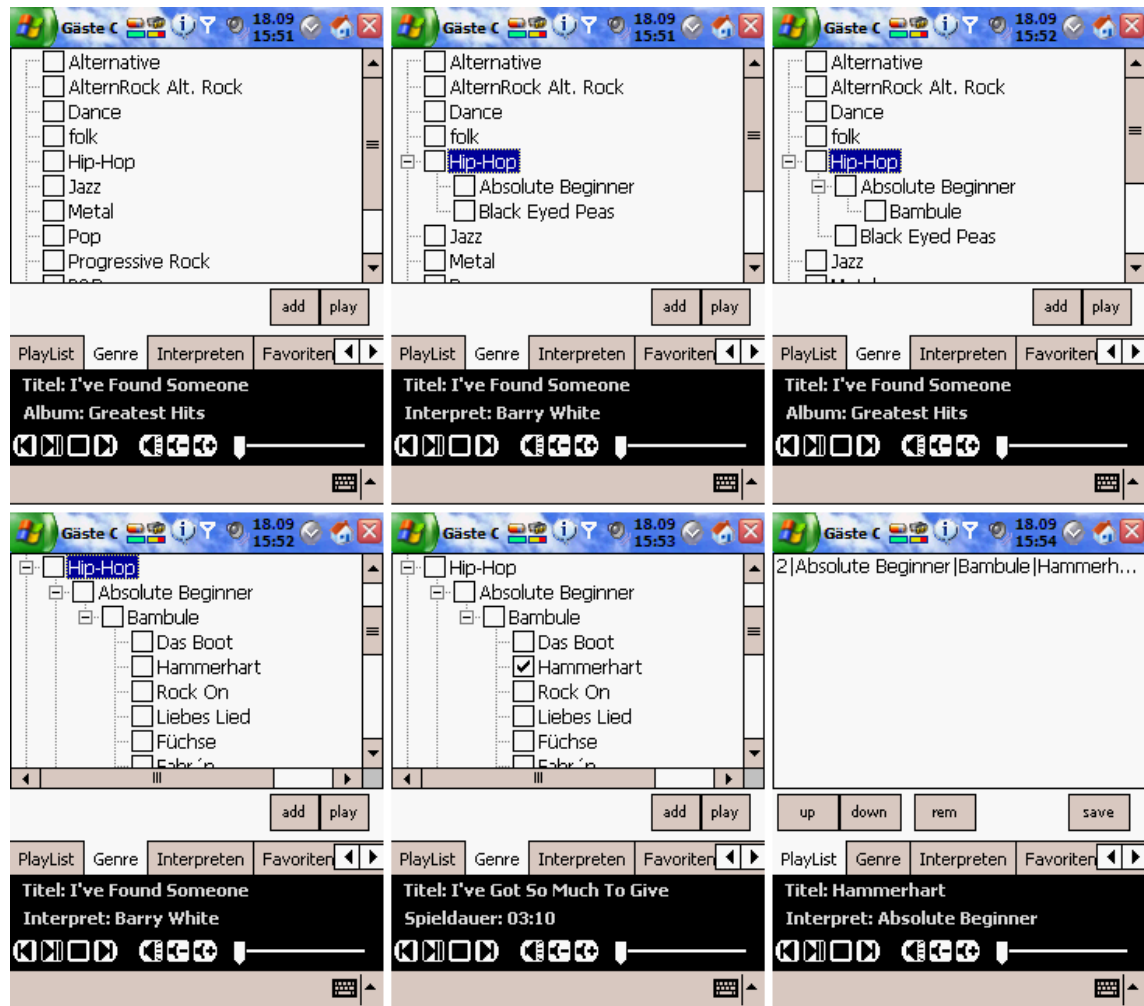 Gäste C 18.09
15:51
Alternative
AlternRock Alt. Rock
Dance
folk
Hip-Hop
Jazz
Metal
Pop
Progressive Rock
add play
PlayList Genre Interpreten Favoriten
Titel: I've Found Someone
Album: Greatest Hits
Gäste C 18.09
15:51
Alternative
AlternRock Alt. Rock
Dance
folk
Hip-Hop
Absolute Beginner
Black Eyed Peas
Jazz
Metal
add play
PlayList Genre Interpreten Favoriten
Titel: I've Found Someone
Interpret: Barry White
Gäste C 18.09
15:52
Alternative
AlternRock Alt. Rock
Dance
folk
Hip-Hop
Absolute Beginner
Bambule
Black Eyed Peas
Jazz
add play
PlayList Genre Interpreten Favoriten
Titel: I've Found Someone
Album: Greatest Hits
Gäste C 18.09
15:52
Hip-Hop
Absolute Beginner
Bambule
Das Boot
Hammerhart
Rock On
Liebes Lied
Füchse
Fahr´n
add play
PlayList Genre Interpreten Favoriten
Titel: I've Found Someone
Interpret: Barry White
Gäste C 18.09
15:53
Hip-Hop
Absolute Beginner
Bambule
Das Boot
Hammerhart
Rock On
Liebes Lied
Füchse
Fahr´n
add play
PlayList Genre Interpreten Favoriten
Titel: I've Got So Much To Give
Spieldauer: 03:10
Gäste C 18.09
15:54
2|Absolute Beginner|Bambule|Hammerh...
up down rem save
PlayList Genre Interpreten Favoriten
Titel: Hammerhart
Interpret: Absolute Beginner